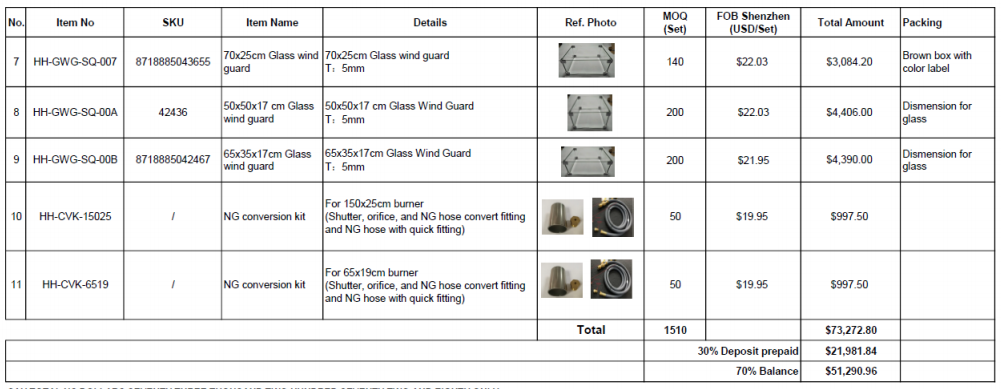 No. Item No SKU Item Name Details Ref. Photo MOQ (Set) FOB Shenzhen (USD/Set) Total Amount Packing
7 HH-GWG-SQ-007 8718885043655 70x25cm Glass wind guard 70x25cm Glass wind guard T：5mm 140 $22.03 $3,084.20 Brown box with color label
8 HH-GWG-SQ-00A 42436 50x50x17 cm Glass wind guard 50x50x17 cm Glass Wind Guard T：5mm 200 $22.03 $4,406.00 Dismension for glass
9 HH-GWG-SQ-00B 8718885042467 65x35x17cm Glass wind guard 65x35x17cm Glass Wind Guard T：5mm 200 $21.95 $4,390.00 Dismension for glass
10 HH-CVK-15025 / NG conversion kit For 150x25cm burner (Shutter, orifice, and NG hose convert fitting and NG hose with quick fitting) 50 $19.95 $997.50
11 HH-CVK-6519 / NG conversion kit For 65x19cm burner (Shutter, orifice, and NG hose convert fitting and NG hose with quick fitting) 50 $19.95 $997.50
Total 1510 $73,272.80
30% Deposit prepaid $21,981.84
70% Balance $51,290.96